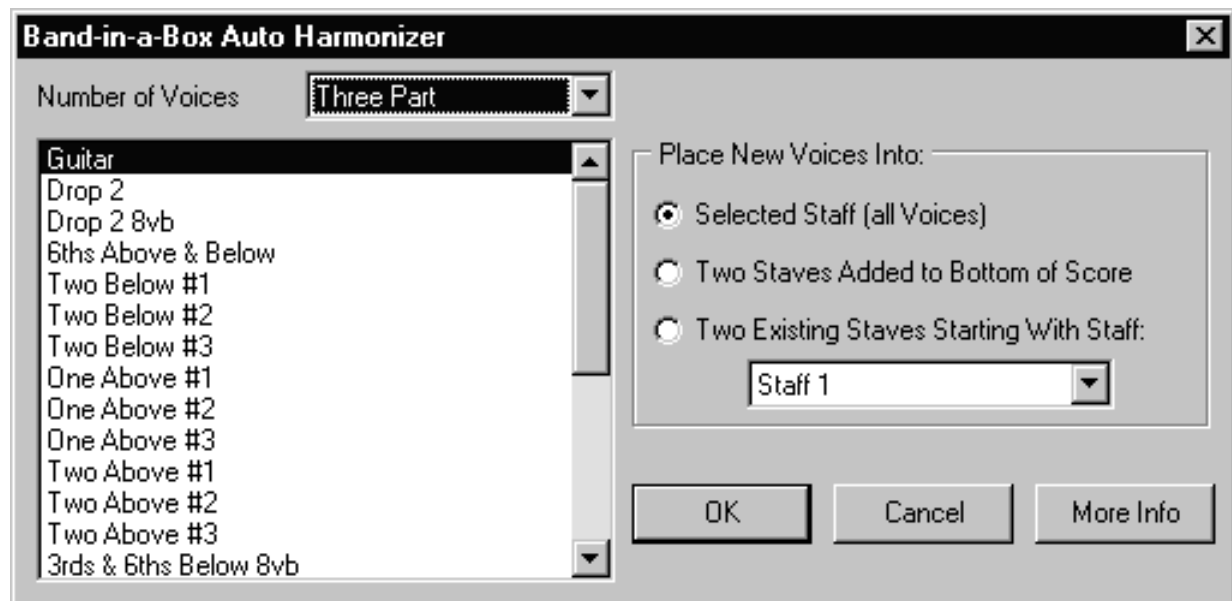 Band-in-a-Box Auto Harmonizer
Number of Voices Three Part
Guitar
Drop 2
Drop 2 8vb
6ths Above & Below
Two Below #1
Two Below #2
Two Below #3
One Above #1
One Above #2
One Above #3
Two Above #1
Two Above #2
Two Above #3
3rds & 6ths Below 8vb
Place New Voices Into:
Selected Staff (all Voices)
Two Staves Added to Bottom of Score
Two Existing Staves Starting With Staff:
Staff 1
OK Cancel More Info